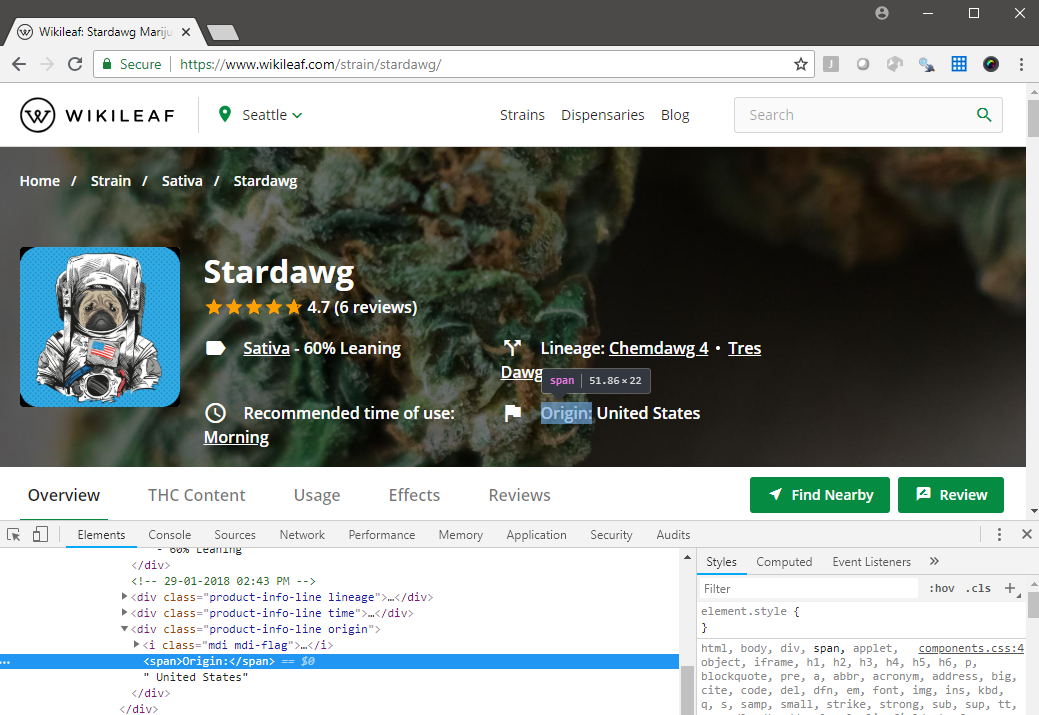 Wikileaf: Stardawg Mariju
Secure https://www.wikileaf.com/strain/stardawg/
WIKILEAF Seattle Strains Dispensaries Blog Search
Home / Strain / Sativa / Stardawg
Stardawg
4.7 (6 reviews)
Sativa - 60% Leaning
Lineage: Chemdawg 4 • Tres
Dawg
span 51.86×22
Recommended time of use:
Morning
Origin: United States
Overview THC Content Usage Effects Reviews Find Nearby Review
Elements Console Sources Network Performance Memory Application Security Audits
- 60% Leaning
</div>
<!-- 29-01-2018 02:43 PM -->
<div class="product-info-line lineage">…</div>
<div class="product-info-line time">…</div>
<div class="product-info-line origin">
<i class="mdi mdi-flag">…</i>
… <span>Origin:</span> == $0
" United States"
</div>
</div>
Styles Computed Event Listeners »
Filter :hov .cls +
element.style {
}
html, body, div, span, applet, components.css:4
object, iframe, h1, h2, h3, h4, h5, h6, p,
blockquote, pre, a, abbr, acronym, address, big,
cite, code, del, dfn, em, font, img, ins, kbd,
q, s, samp, small, strike, strong, sub, sup, tt,